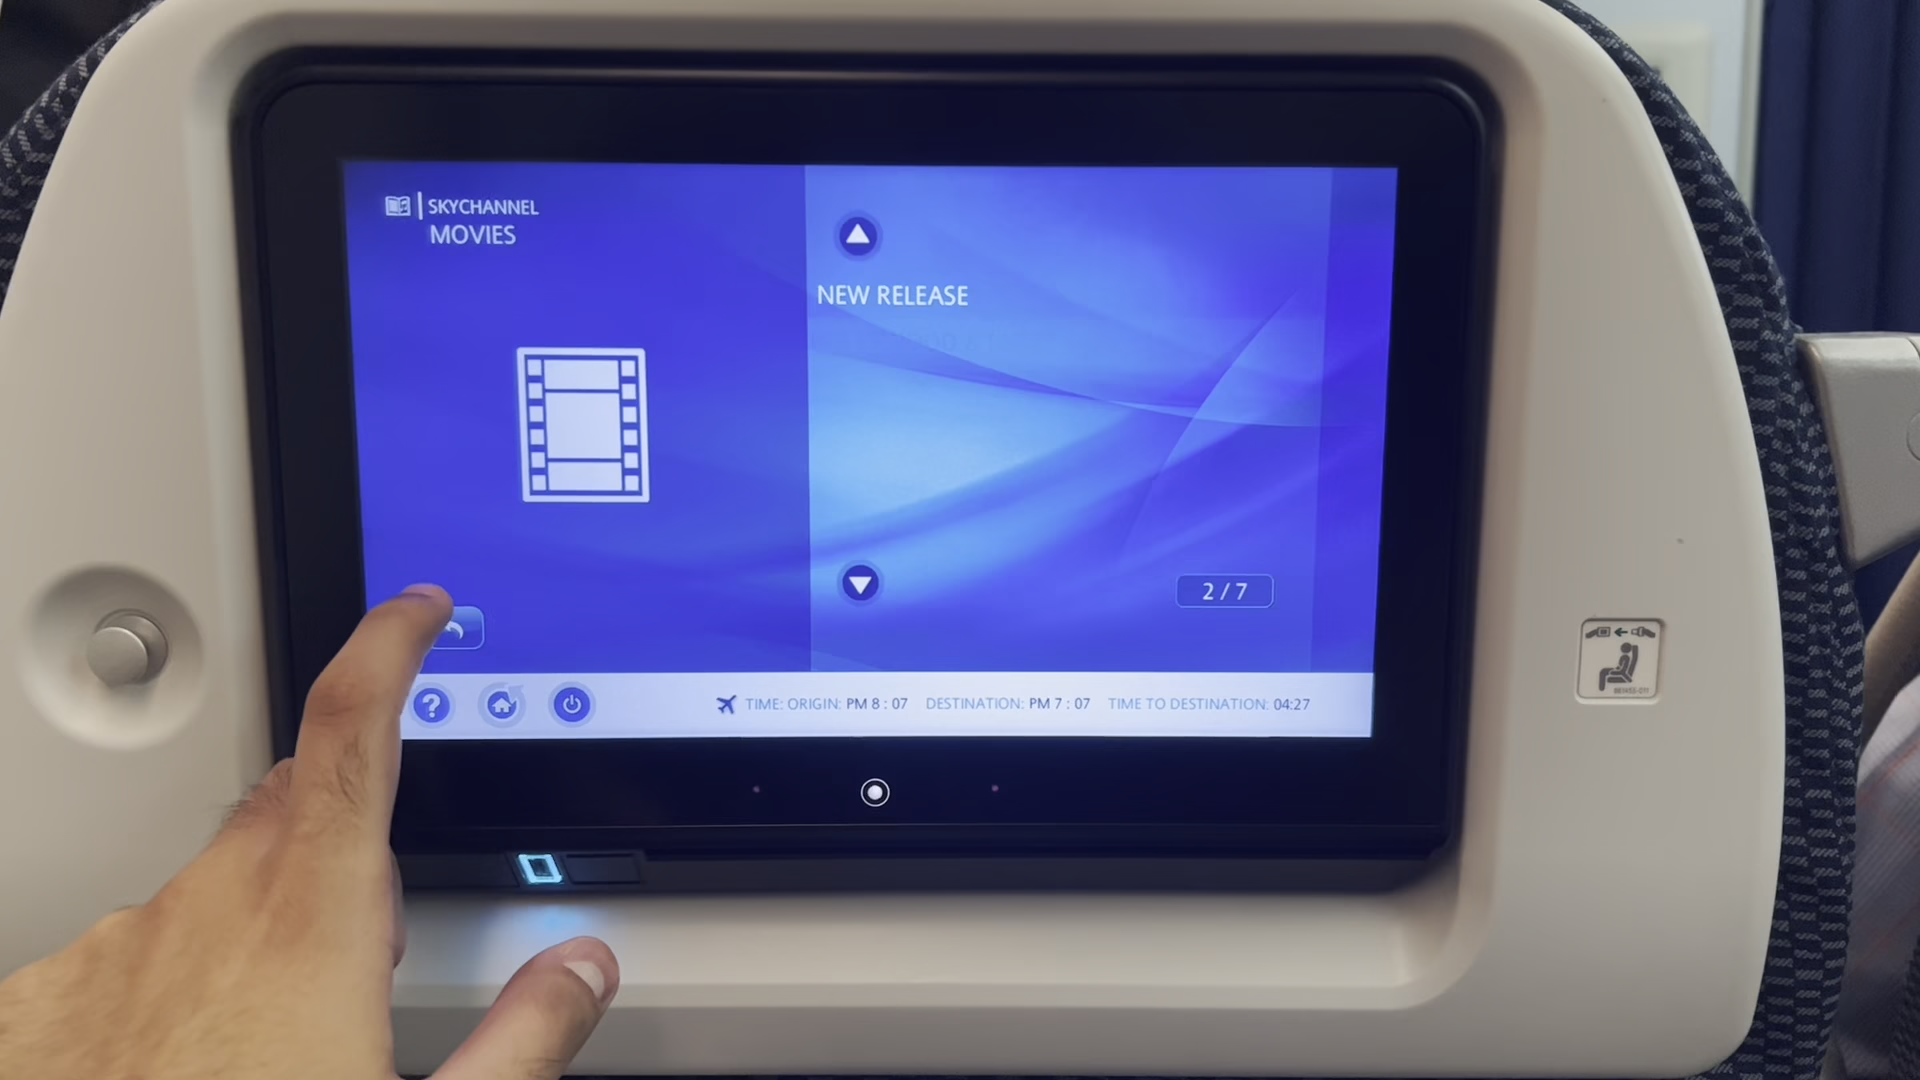 SKYCHANNEL
MOVIES
NEW RELEASE
2 / 7
?
TIME: ORIGIN: PM 8 : 07 DESTINATION: PM 7 : 07 TIME TO DESTINATION: 04:27